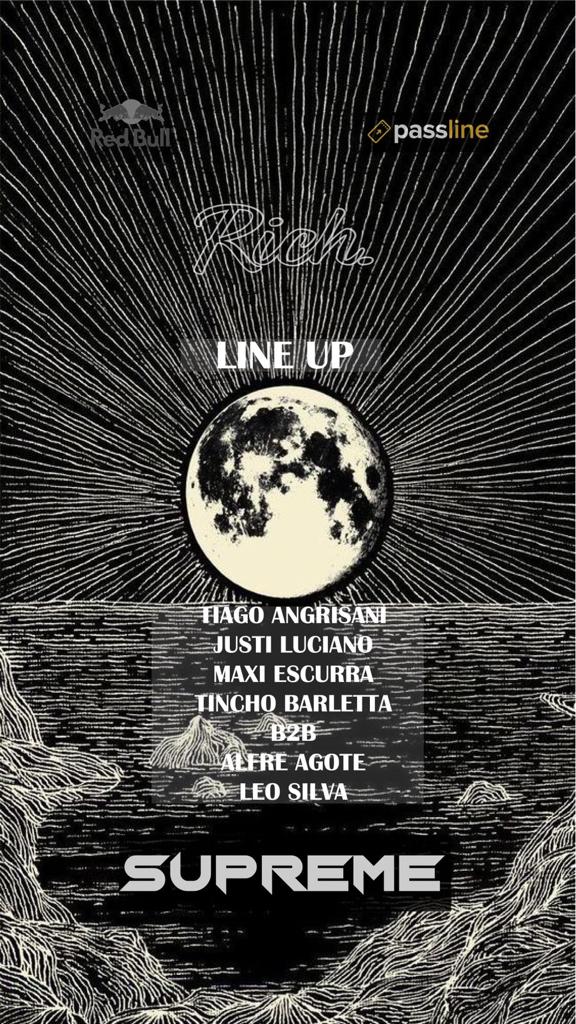 Red Bull
passline
Rich.
LINE UP
TIAGO ANGRISANI
JUSTI LUCIANO
MAXI ESCURRA
TINCHO BARLETTA
B2B
ALFRE AGOTE
LEO SILVA
SUPREME